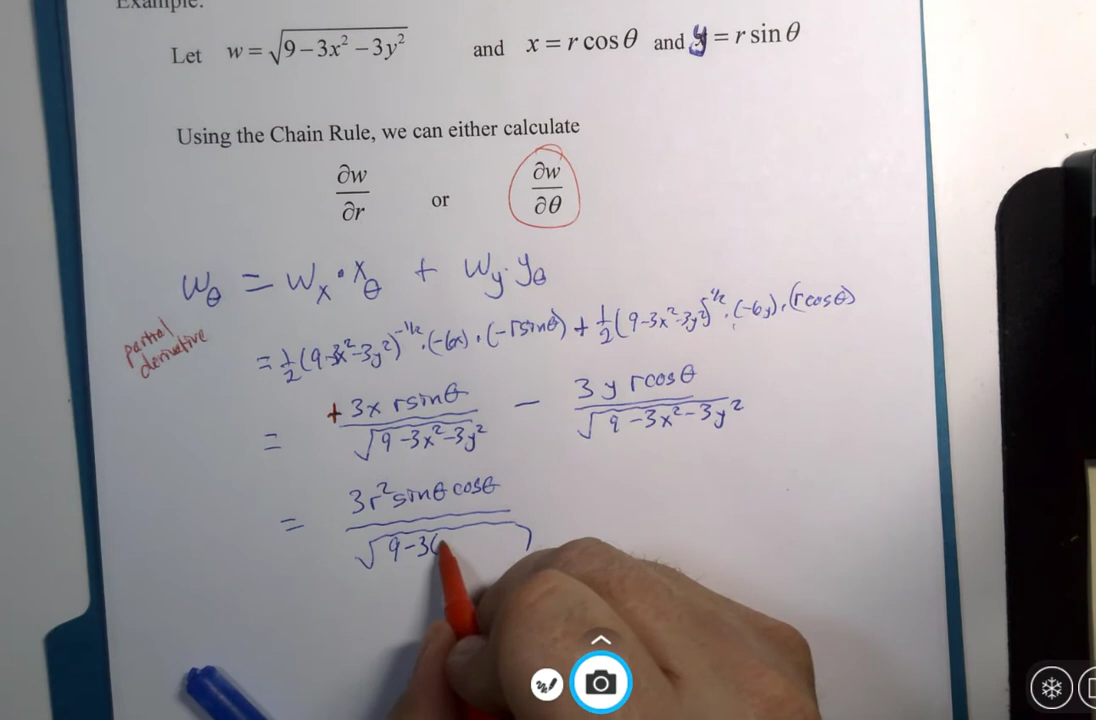 Example:
Let w = √(9 – 3x² – 3y²) and x = r cos θ and y = r sin θ
Using the Chain Rule, we can either calculate
∂w/∂r or ∂w/∂θ
w_θ = w_x · x_θ + w_y · y_θ
partial derivative
= 1/2 (9-3x²-3y²)^(-1/2) · (-6x) · (-r sinθ) + 1/2 (9-3x²-3y²)^(-1/2) · (-6y) · (r cosθ)
= + 3x r sinθ / √(9-3x²-3y²) – 3y r cosθ / √(9-3x²-3y²)
= 3r² sinθ cosθ / √(9-3(